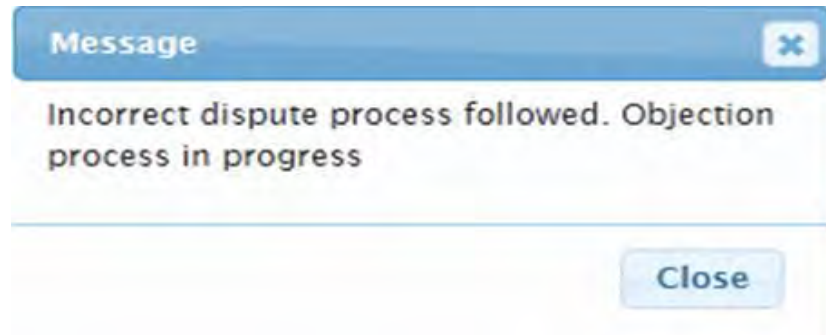 Message
Incorrect dispute process followed. Objection
process in progress
Close